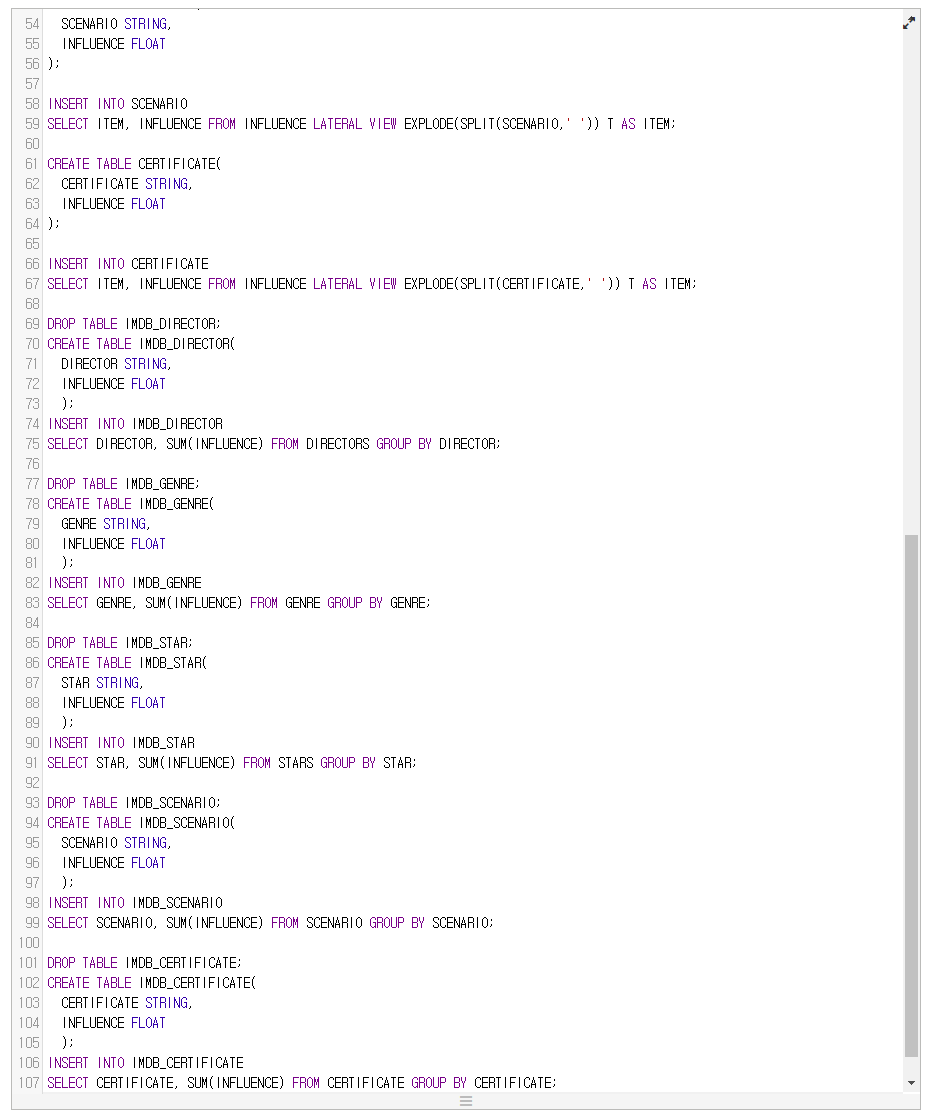 54 SCENARIO STRING,
55 INFLUENCE FLOAT
56 );
57
58 INSERT INTO SCENARIO
59 SELECT ITEM, INFLUENCE FROM INFLUENCE LATERAL VIEW EXPLODE(SPLIT(SCENARIO,' ')) T AS ITEM;
60
61 CREATE TABLE CERTIFICATE(
62 CERTIFICATE STRING,
63 INFLUENCE FLOAT
64 );
65
66 INSERT INTO CERTIFICATE
67 SELECT ITEM, INFLUENCE FROM INFLUENCE LATERAL VIEW EXPLODE(SPLIT(CERTIFICATE,' ')) T AS ITEM;
68
69 DROP TABLE IMDB_DIRECTOR;
70 CREATE TABLE IMDB_DIRECTOR(
71 DIRECTOR STRING,
72 INFLUENCE FLOAT
73 );
74 INSERT INTO IMDB_DIRECTOR
75 SELECT DIRECTOR, SUM(INFLUENCE) FROM DIRECTORS GROUP BY DIRECTOR;
76
77 DROP TABLE IMDB_GENRE;
78 CREATE TABLE IMDB_GENRE(
79 GENRE STRING,
80 INFLUENCE FLOAT
81 );
82 INSERT INTO IMDB_GENRE
83 SELECT GENRE, SUM(INFLUENCE) FROM GENRE GROUP BY GENRE;
84
85 DROP TABLE IMDB_STAR;
86 CREATE TABLE IMDB_STAR(
87 STAR STRING,
88 INFLUENCE FLOAT
89 );
90 INSERT INTO IMDB_STAR
91 SELECT STAR, SUM(INFLUENCE) FROM STARS GROUP BY STAR;
92
93 DROP TABLE IMDB_SCENARIO;
94 CREATE TABLE IMDB_SCENARIO(
95 SCENARIO STRING,
96 INFLUENCE FLOAT
97 );
98 INSERT INTO IMDB_SCENARIO
99 SELECT SCENARIO, SUM(INFLUENCE) FROM SCENARIO GROUP BY SCENARIO;
100
101 DROP TABLE IMDB_CERTIFICATE;
102 CREATE TABLE IMDB_CERTIFICATE(
103 CERTIFICATE STRING,
104 INFLUENCE FLOAT
105 );
106 INSERT INTO IMDB_CERTIFICATE
107 SELECT CERTIFICATE, SUM(INFLUENCE) FROM CERTIFICATE GROUP BY CERTIFICATE;